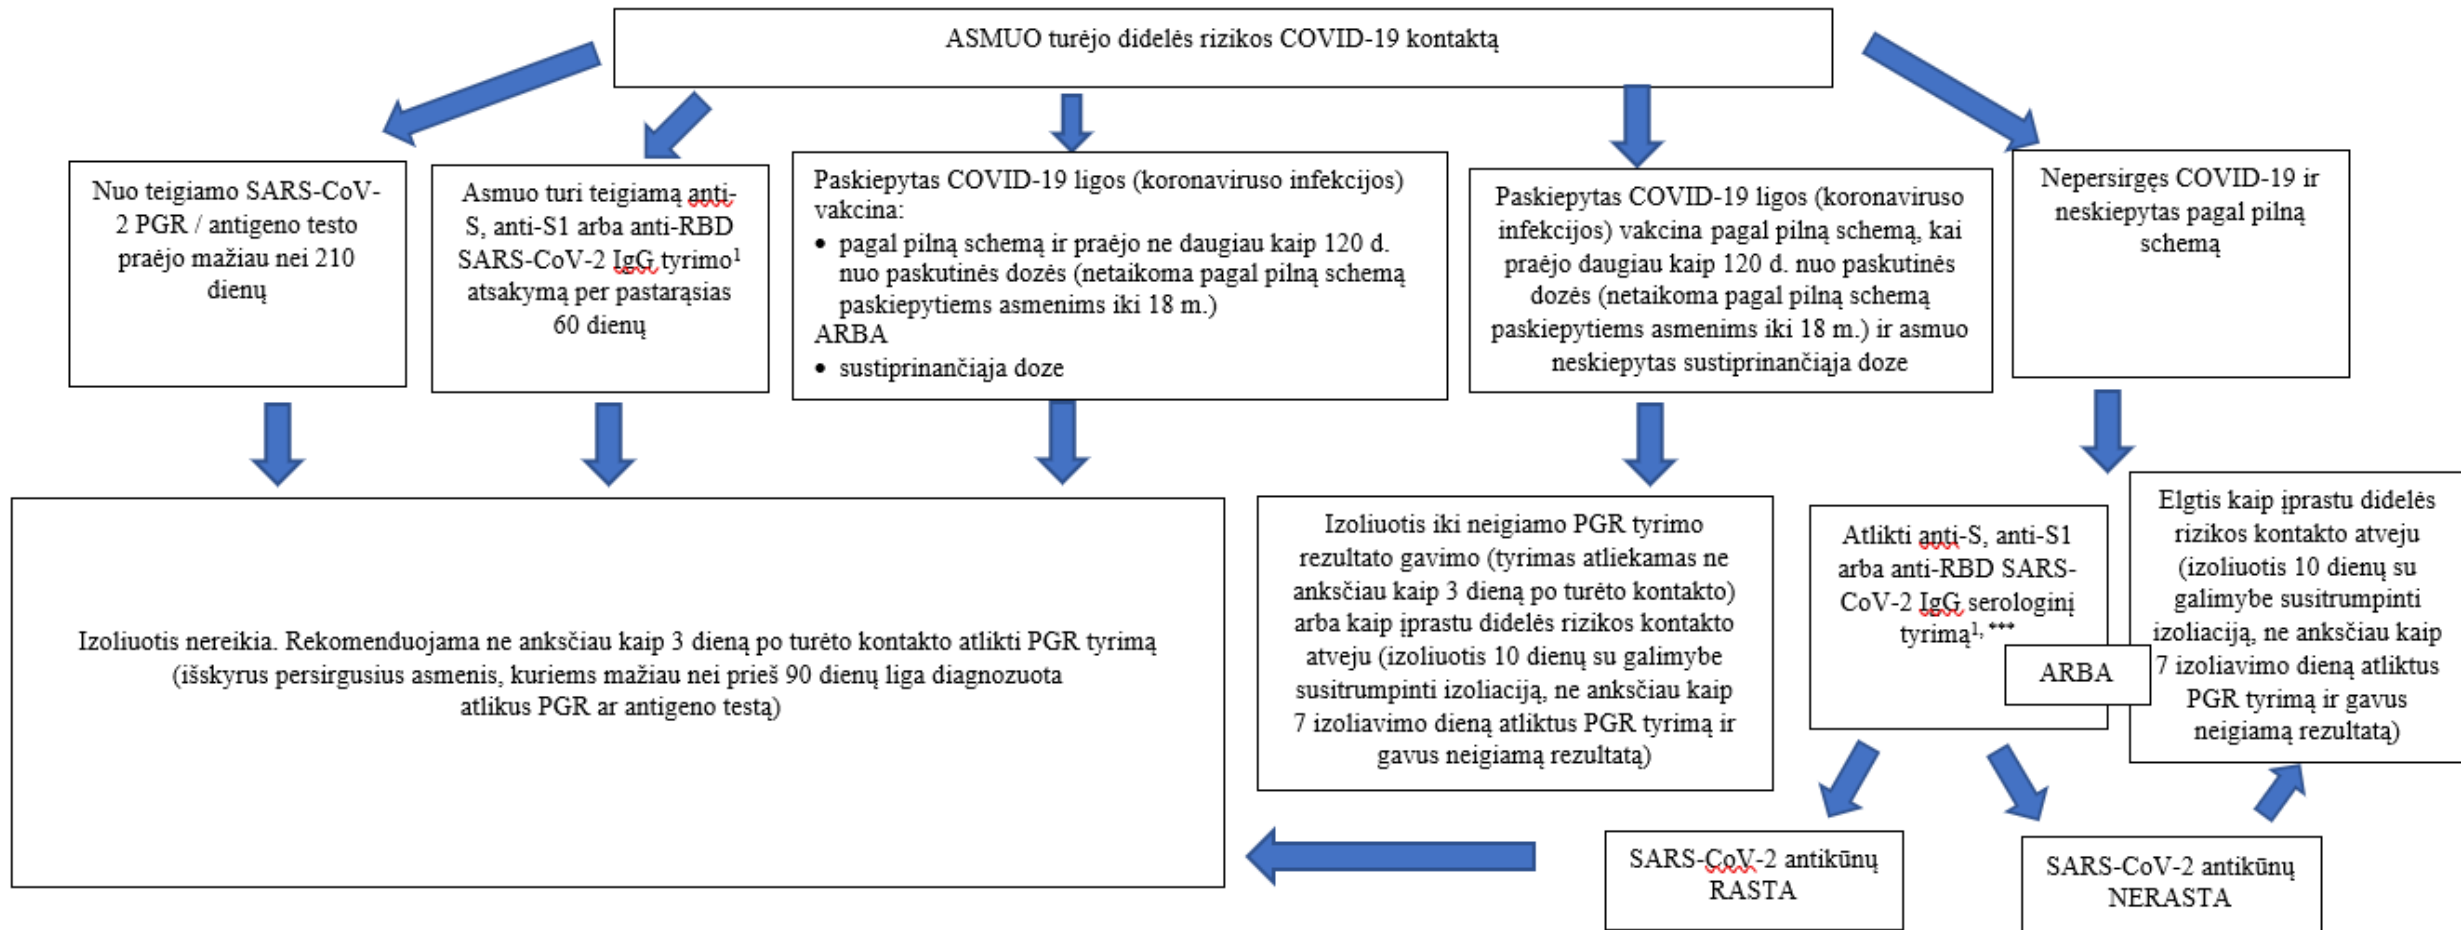 ASMUO turėjo didelės rizikos COVID-19 kontaktą
Nuo teigiamo SARS-CoV-
2 PGR / antigeno testo
praėjo mažiau nei 210
dienų
Asmuo turi teigiamą anti-
S, anti-S1 arba anti-RBD
SARS-CoV-2 IgG tyrimo¹
atsakymą per pastarąsias
60 dienų
Paskiepytas COVID-19 ligos (koronaviruso infekcijos)
vakcina:
• pagal pilną schemą ir praėjo ne daugiau kaip 120 d.
nuo paskutinės dozės (netaikoma pagal pilną schemą
paskiepytiems asmenims iki 18 m.)
ARBA
• sustiprinančiąja doze
Paskiepytas COVID-19 ligos (koronaviruso
infekcijos) vakcina pagal pilną schemą, kai
praėjo daugiau kaip 120 d. nuo paskutinės
dozės (netaikoma pagal pilną schemą
paskiepytiems asmenims iki 18 m.) ir asmuo
neskiepytas sustiprinančiąja doze
Nepersirgęs COVID-19 ir
neskiepytas pagal pilną
schemą
Izoliuotis nereikia. Rekomenduojama ne anksčiau kaip 3 dieną po turėto kontakto atlikti PGR tyrimą
(išskyrus persirgusius asmenis, kuriems mažiau nei prieš 90 dienų liga diagnozuota
atlikus PGR ar antigeno testą)
Izoliuotis iki neigiamo PGR tyrimo
rezultato gavimo (tyrimas atliekamas ne
anksčiau kaip 3 dieną po turėto kontakto)
arba kaip įprastu didelės rizikos kontakto
atveju (izoliuotis 10 dienų su galimybe
susitrumpinti izoliaciją, ne anksčiau kaip
7 izoliavimo dieną atliktus PGR tyrimą ir
gavus neigiamą rezultatą)
Atlikti anti-S, anti-S1
arba anti-RBD SARS-
CoV-2 IgG serologinį
tyrimą¹, ***
ARBA
Elgtis kaip įprastu didelės
rizikos kontakto atveju
(izoliuotis 10 dienų su
galimybe susitrumpinti
izoliaciją, ne anksčiau kaip
7 izoliavimo dieną atliktus
PGR tyrimą ir gavus
neigiamą rezultatą)
SARS-CoV-2 antikūnų
RASTA
SARS-CoV-2 antikūnų
NERASTA